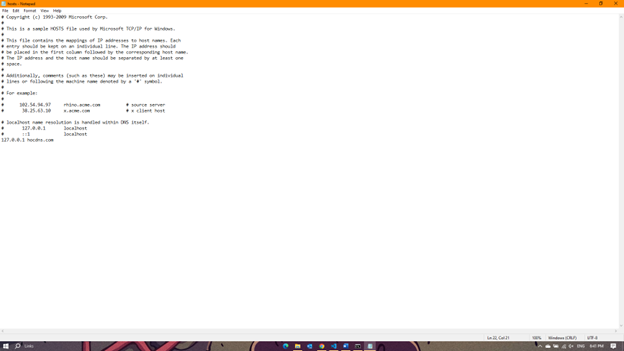 hosts - Notepad
File Edit Format View Help
# Copyright (c) 1993-2009 Microsoft Corp.
#
# This is a sample HOSTS file used by Microsoft TCP/IP for Windows.
#
# This file contains the mappings of IP addresses to host names. Each
# entry should be kept on an individual line. The IP address should
# be placed in the first column followed by the corresponding host name.
# The IP address and the host name should be separated by at least one
# space.
#
# Additionally, comments (such as these) may be inserted on individual
# lines or following the machine name denoted by a '#' symbol.
#
# For example:
#
# 102.54.94.97 rhino.acme.com # source server
# 38.25.63.10 x.acme.com # x client host

# localhost name resolution is handled within DNS itself.
# 127.0.0.1 localhost
# ::1 localhost
127.0.0.1 hocdns.com
Ln 22, Col 21 100% Windows (CRLF) UTF-8
ENG 9:41 PM